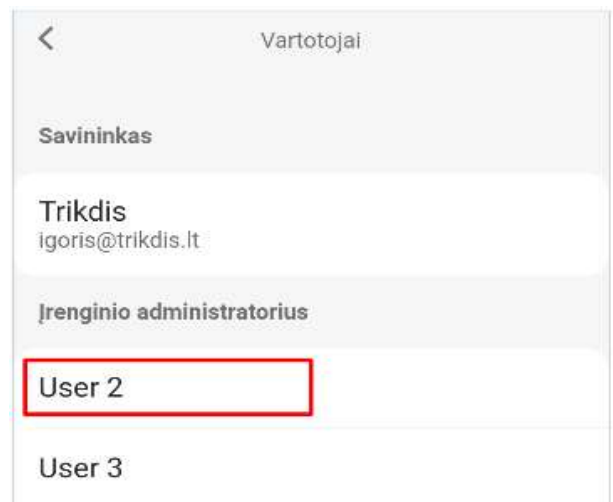 Vartotojai
Savininkas
Trikdis
igoris@trikdis.lt
Įrenginio administratorius
User 2
User 3